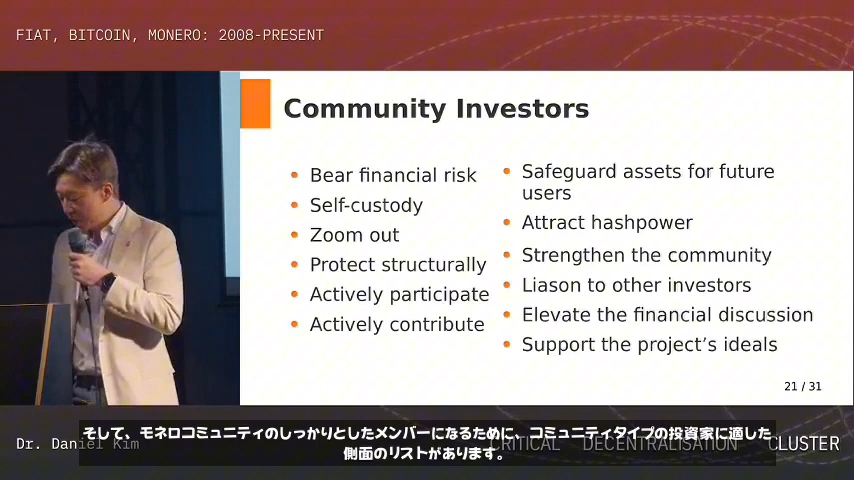 FIAT, BITCOIN, MONERO: 2008-PRESENT
Community Investors
Bear financial risk
Self-custody
Zoom out
Protect structurally
Actively participate
Actively contribute
Safeguard assets for future
users
Attract hashpower
Strengthen the community
Liason to other investors
Elevate the financial discussion
Support the project's ideals
21 / 31
Dr. Daniel Kim
CRITICAL DECENTRALISATION CLUSTER
そして、モネロコミュニティのしっかりとしたメンバーになるために、コミュニティタイプの投資家に適した
側面のリストがあります。